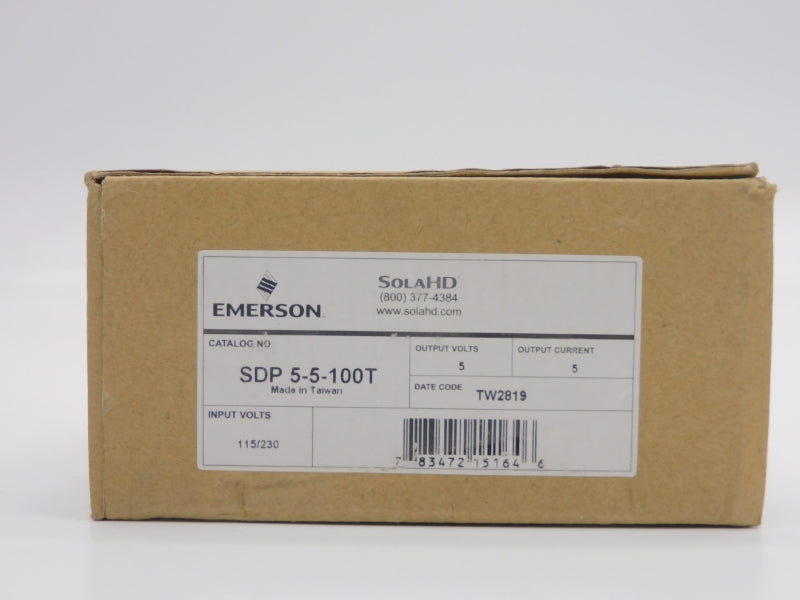 EMERSON
SOLAHD
(800) 377-4384
www.solahd.com
CATALOG NO
SDP 5-5-100T
Made in Taiwan
OUTPUT VOLTS
5
OUTPUT CURRENT
5
DATE CODE
TW2819
INPUT VOLTS
115/230
7 83472 15164 6